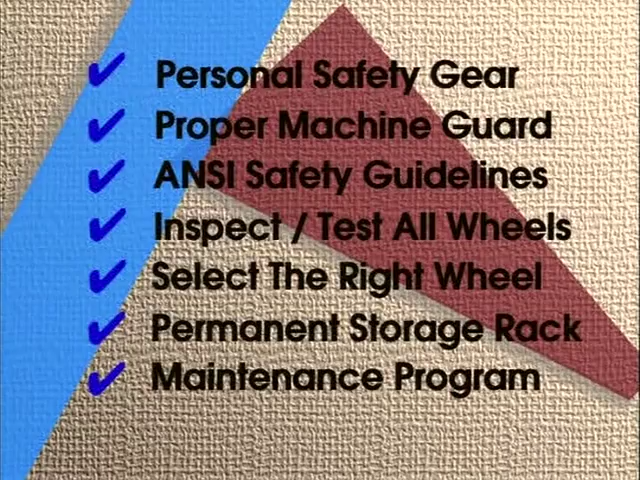 ✔ Personal Safety Gear
✔ Proper Machine Guard
✔ ANSI Safety Guidelines
✔ Inspect / Test All Wheels
✔ Select The Right Wheel
✔ Permanent Storage Rack
✔ Maintenance Program